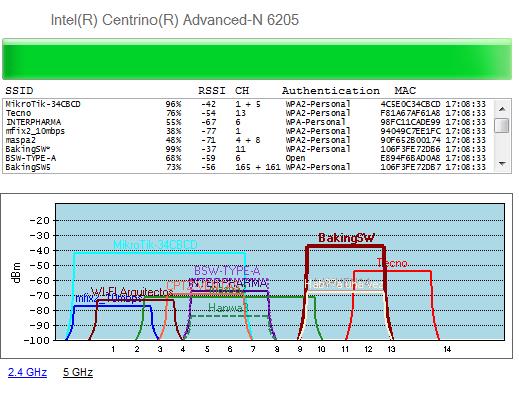 Intel(R) Centrino(R) Advanced-N 6205
SSID RSSI CH Authentication MAC
MikroTik-34CBCD 96% -42 1 + 5 WPA2-Personal 4C5E0C34CBCD 17:08:33
Tecno 76% -54 13 WPA2-Personal F81A67AF61A8 17:08:33
INTERPHARMA 55% -67 6 WPA-Personal 98FC11CADE99 17:08:33
mfix2_10mbps 38% -77 1 WPA2-Personal 94049C7EE1FC 17:08:33
maspa2 48% -71 4 + 8 WPA-Personal 90F652B00174 17:08:33
BakingSW* 99% -37 11 WPA2-Personal 106F3FE72DB6 17:08:33
BSW-TYPE-A 68% -59 6 Open E894F6BAD0A8 17:08:33
BakingSW5 73% -56 165 + 161 WPA2-Personal 106F3FE72DB7 17:08:33
dBm
-20
-30
-40
-50
-60
-70
-80
-90
-100
MikroTik-34CBCD
BakingSW
Tecno
BSW-TYPE-A
INTERPHARMA
WI-FI Arquitectos
mfix2_10mbps
Hanwa3
1 2 3 4 5 6 7 8 9 10 11 12 13 14
2.4 GHz 5 GHz